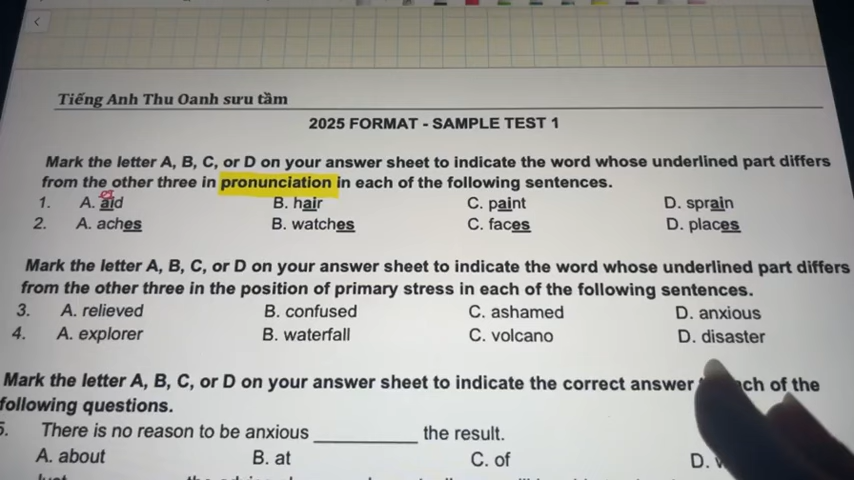 Tiếng Anh Thu Oanh sưu tầm
2025 FORMAT - SAMPLE TEST 1
Mark the letter A, B, C, or D on your answer sheet to indicate the word whose underlined part differs
from the other three in pronunciation in each of the following sentences.
1. A. aid B. hair C. paint D. sprain
2. A. aches B. watches C. faces D. places
Mark the letter A, B, C, or D on your answer sheet to indicate the word whose underlined part differs
from the other three in the position of primary stress in each of the following sentences.
3. A. relieved B. confused C. ashamed D. anxious
4. A. explorer B. waterfall C. volcano D. disaster
Mark the letter A, B, C, or D on your answer sheet to indicate the correct answer of the
following questions.
5. There is no reason to be anxious __________ the result.
A. about B. at C. of D.